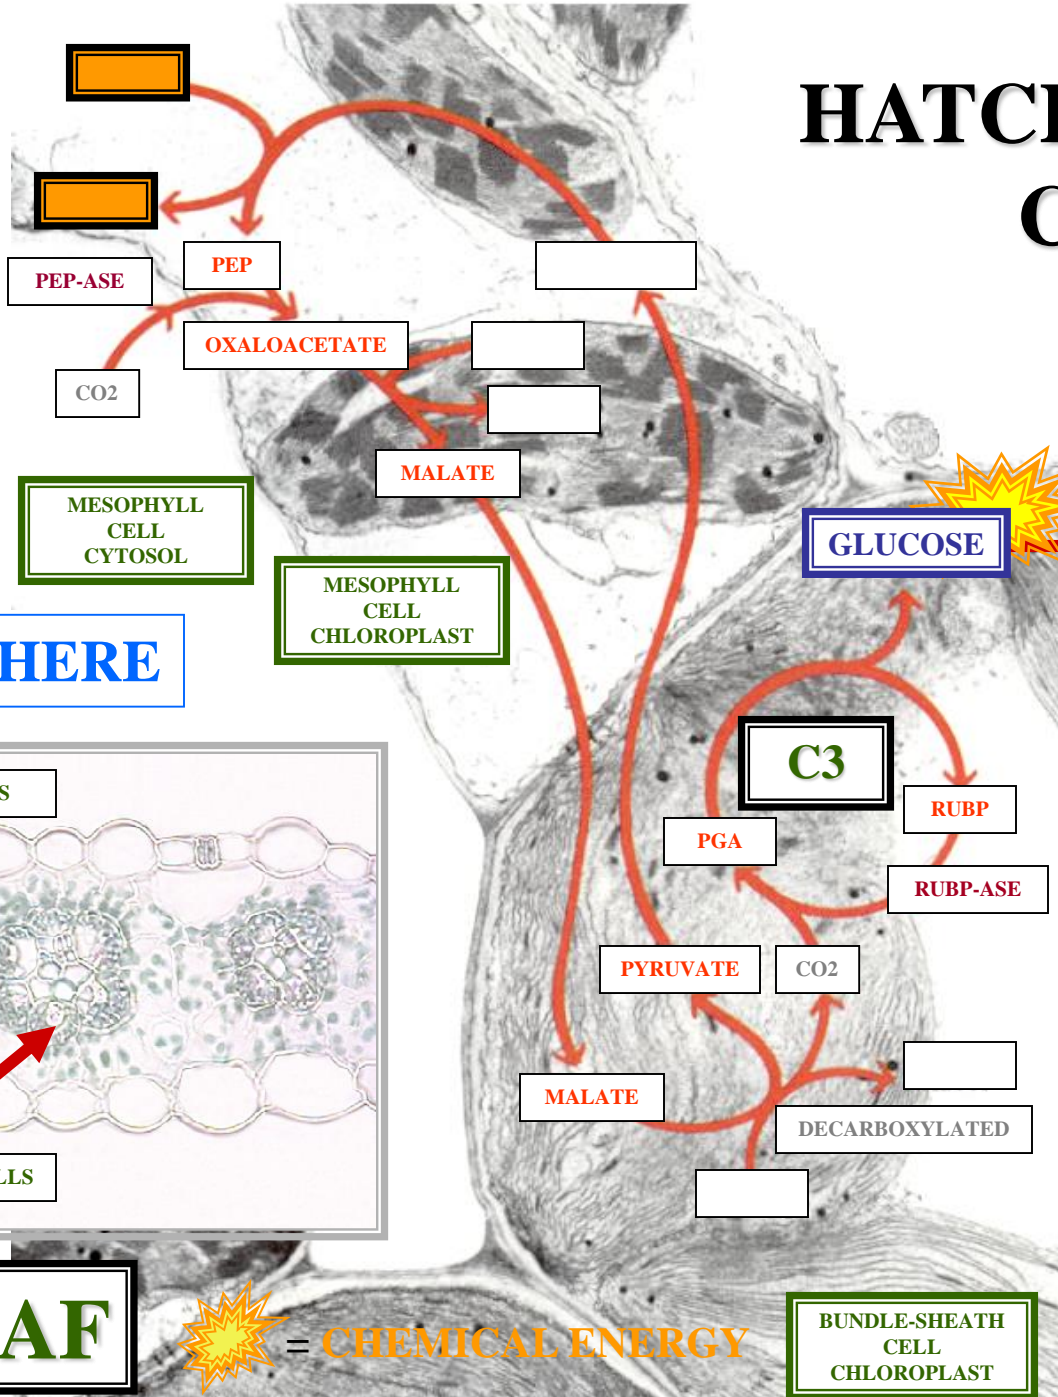 HATC
C
PEP-ASE
PEP
OXALOACETATE
CO2
MALATE
MESOPHYLL
CELL
CYTOSOL
MESOPHYLL
CELL
CHLOROPLAST
GLUCOSE
HERE
C3
S
RUBP
PGA
RUBP-ASE
PYRUVATE
CO2
MALATE
DECARBOXYLATED
LLS
AF
= CHEMICAL ENERGY
BUNDLE-SHEATH
CELL
CHLOROPLAST